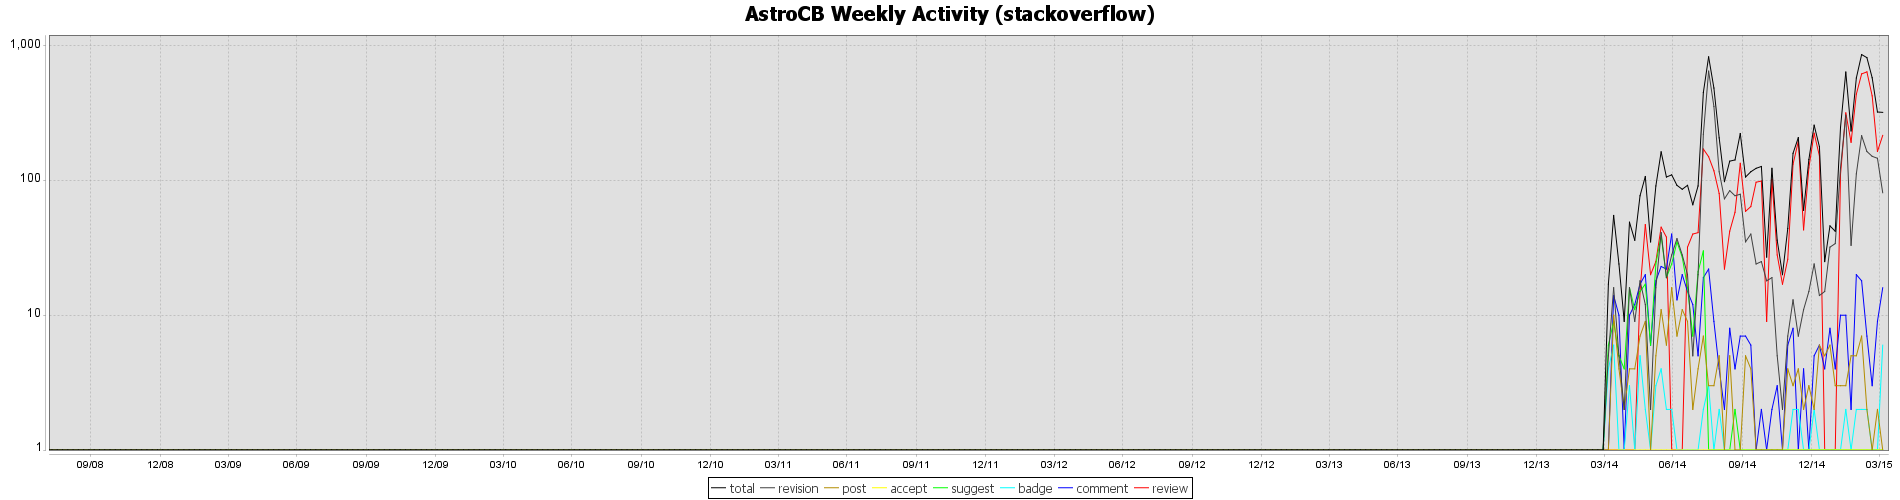 AstroCB Weekly Activity (stackoverflow)
1,000
100
10
1
09/08 12/08 03/09 06/09 09/09 12/09 03/10 06/10 09/10 12/10 03/11 06/11 09/11 12/11 03/12 06/12 09/12 12/12 03/13 06/13 09/13 12/13 03/14 06/14 09/14 12/14 03/15
total revision post accept suggest badge comment review